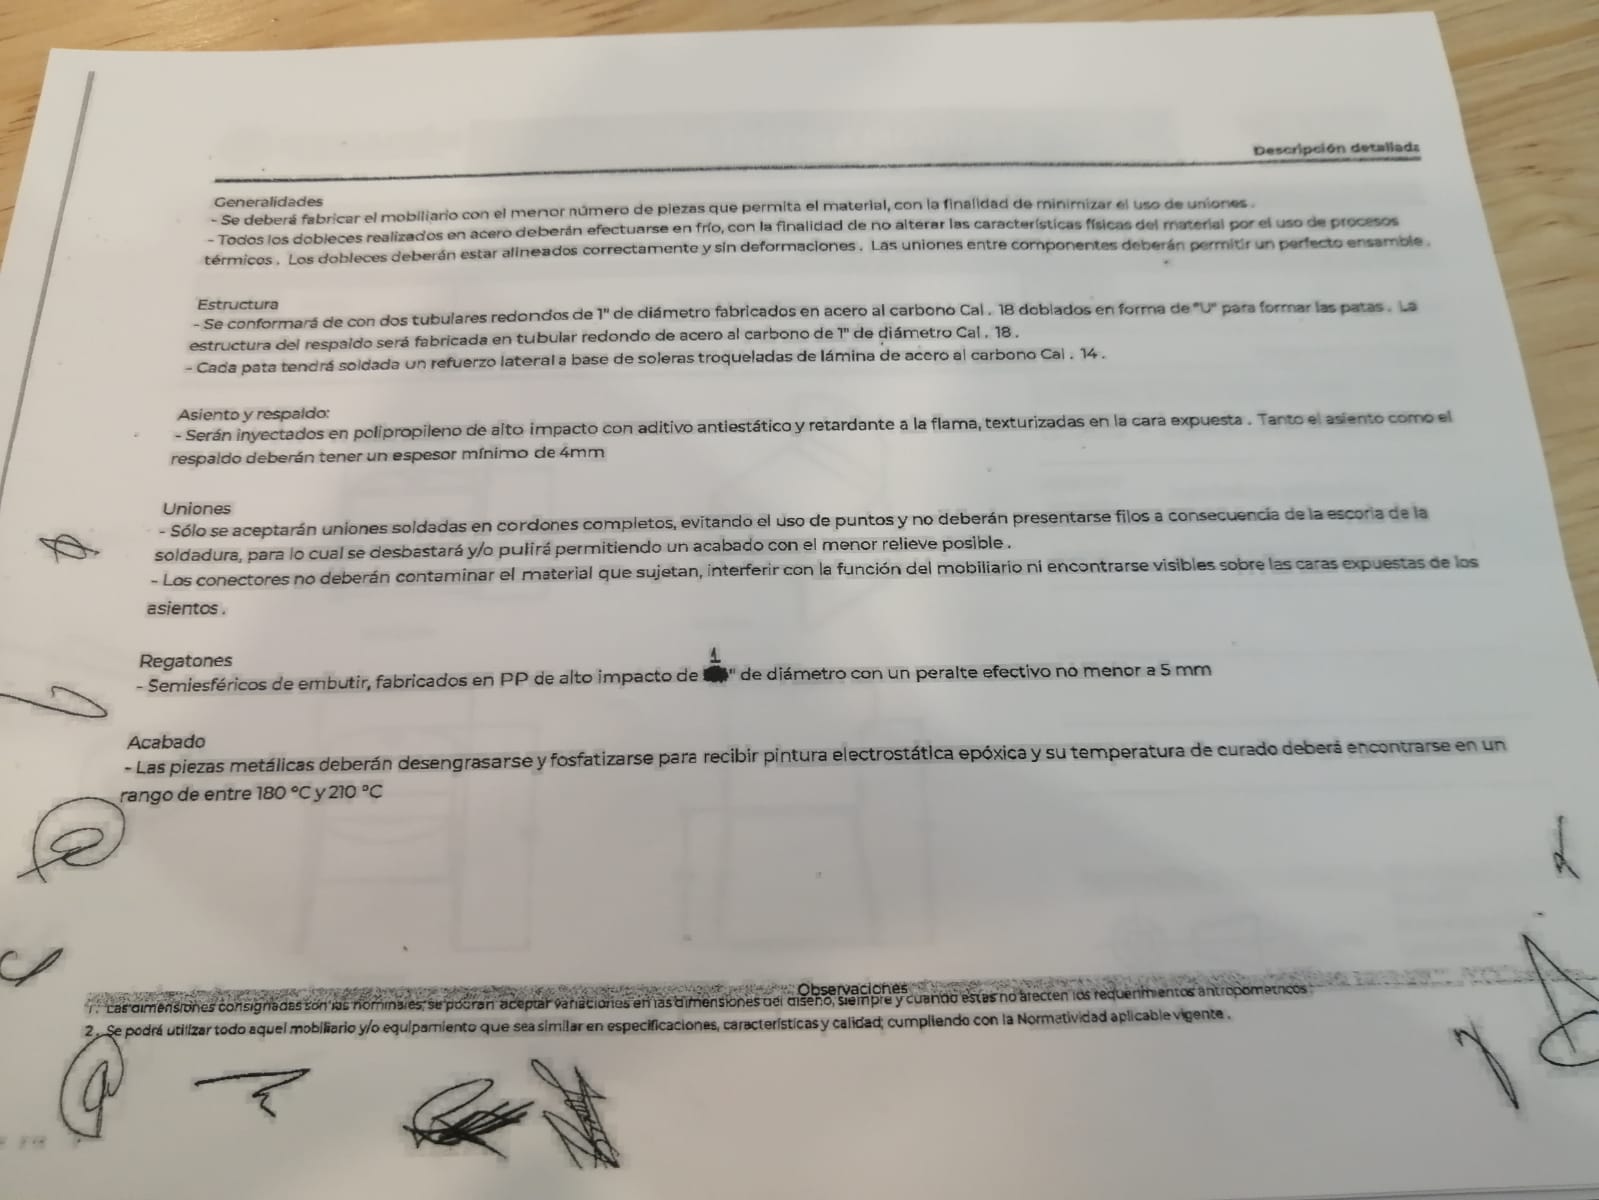 Descripción detallada
Generalidades
- Se deberá fabricar el mobiliario con el menor número de piezas que permita el material, con la finalidad de minimizar el uso de uniones .
- Todos los dobleces realizados en acero deberán efectuarse en frío, con la finalidad de no alterar las características físicas del material por el uso de procesos
térmicos . Los dobleces deberán estar alineados correctamente y sin deformaciones . Las uniones entre componentes deberán permitir un perfecto ensamble .
Estructura
- Se conformará de con dos tubulares redondos de 1" de diámetro fabricados en acero al carbono Cal . 18 doblados en forma de "U" para formar las patas . La
estructura del respaldo será fabricada en tubular redondo de acero al carbono de 1" de diámetro Cal . 18 .
- Cada pata tendrá soldada un refuerzo lateral a base de soleras troqueladas de lámina de acero al carbono Cal . 14 .
Asiento y respaldo:
- Serán inyectados en polipropileno de alto impacto con aditivo antiestático y retardante a la flama, texturizadas en la cara expuesta . Tanto el asiento como el
respaldo deberán tener un espesor mínimo de 4mm
Uniones
- Sólo se aceptarán uniones soldadas en cordones completos, evitando el uso de puntos y no deberán presentarse filos a consecuencia de la escoria de la
soldadura, para lo cual se desbastará y/o pulirá permitiendo un acabado con el menor relieve posible .
- Los conectores no deberán contaminar el material que sujetan, interferir con la función del mobiliario ni encontrarse visibles sobre las caras expuestas de los
asientos .
Regatones
- Semiesféricos de embutir, fabricados en PP de alto impacto de 1" de diámetro con un peralte efectivo no menor a 5 mm
Acabado
- Las piezas metálicas deberán desengrasarse y fosfatizarse para recibir pintura electrostática epóxica y su temperatura de curado deberá encontrarse en un
rango de entre 180 °C y 210 °C
Observaciones
1 . Las dimensiones consignadas son las nominales, se podrán aceptar variaciones en las dimensiones del diseño, siempre y cuando éstas no afecten los requerimientos antropométricos
2 . Se podrá utilizar todo aquel mobiliario y/o equipamiento que sea similar en especificaciones, características y calidad, cumpliendo con la Normatividad aplicable vigente .